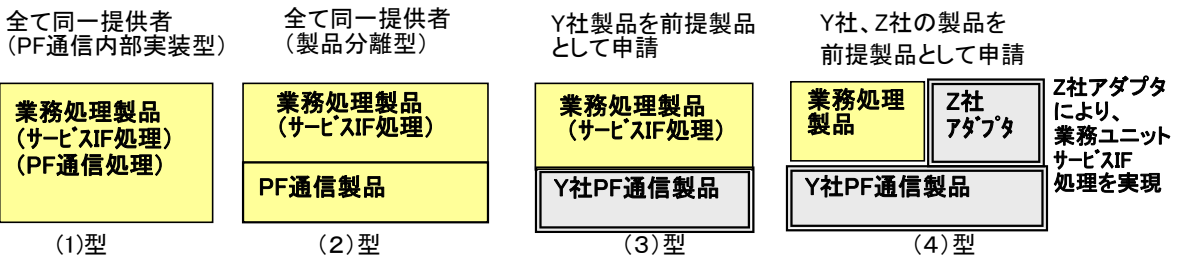 全て同一提供者
(PF通信内部実装型)
業務処理製品
(サービスIF処理)
(PF通信処理)
(1)型
全て同一提供者
(製品分離型)
業務処理製品
(サービスIF処理)
PF通信製品
(2)型
Y社製品を前提製品
として申請
業務処理製品
(サービスIF処理)
Y社PF通信製品
(3)型
Y社、Z社の製品を
前提製品として申請
業務処理
製品
Z社
アダプタ
Y社PF通信製品
Z社アダプタ
により、
業務ユニット
サービスIF
処理を実現
(4)型